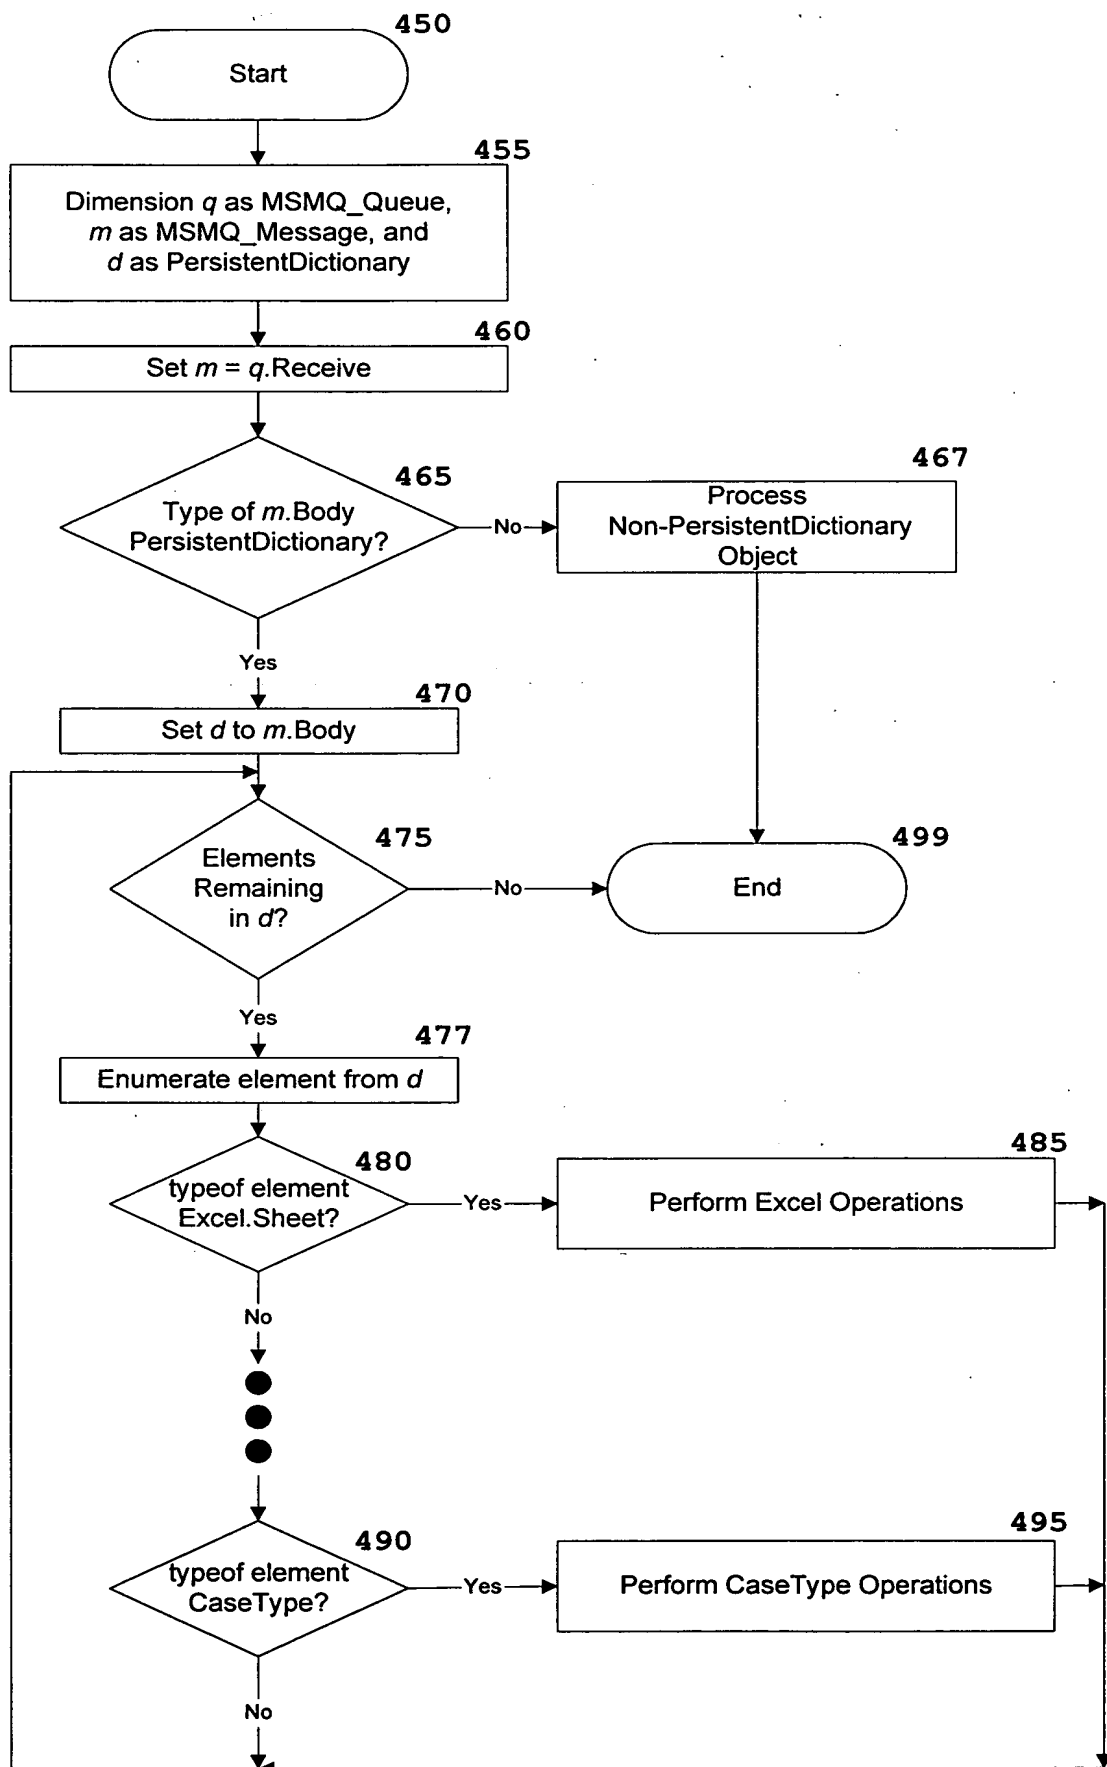 450
Start
455
Dimension q as MSMQ_Queue,
m as MSMQ_Message, and
d as PersistentDictionary
460
Set m = q.Receive
465
Type of m.Body
PersistentDictionary?
No
467
Process
Non-PersistentDictionary
Object
Yes
470
Set d to m.Body
475
Elements
Remaining
in d?
No
499
End
Yes
477
Enumerate element from d
480
typeof element
Excel.Sheet?
Yes
485
Perform Excel Operations
No
490
typeof element
CaseType?
Yes
495
Perform CaseType Operations
No